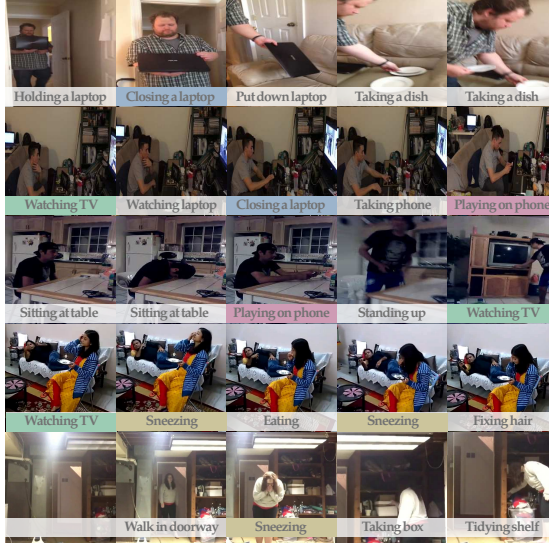 Holding a laptop
Closing a laptop
Put down laptop
Taking a dish
Taking a dish
Watching TV
Watching laptop
Closing a laptop
Taking phone
Playing on phone
Sitting at table
Sitting at table
Playing on phone
Standing up
Watching TV
Watching TV
Sneezing
Eating
Sneezing
Fixing hair
Walk in doorway
Sneezing
Taking box
Tidying shelf